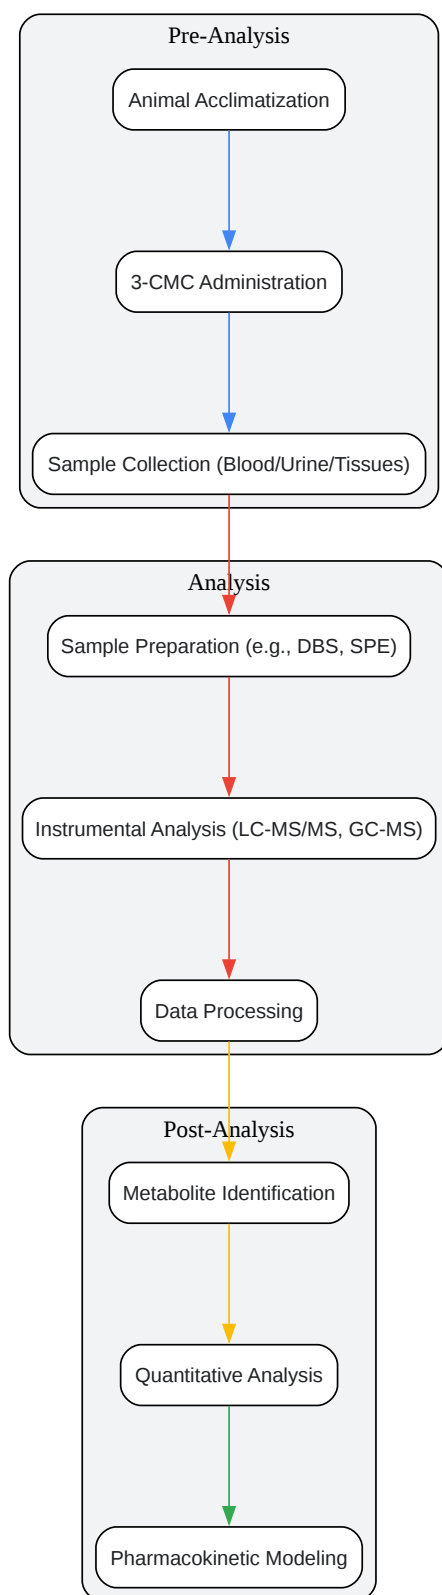 Pre-Analysis
Animal Acclimatization
3-CMC Administration
Sample Collection (Blood/Urine/Tissues)
Analysis
Sample Preparation (e.g., DBS, SPE)
Instrumental Analysis (LC-MS/MS, GC-MS)
Data Processing
Post-Analysis
Metabolite Identification
Quantitative Analysis
Pharmacokinetic Modeling